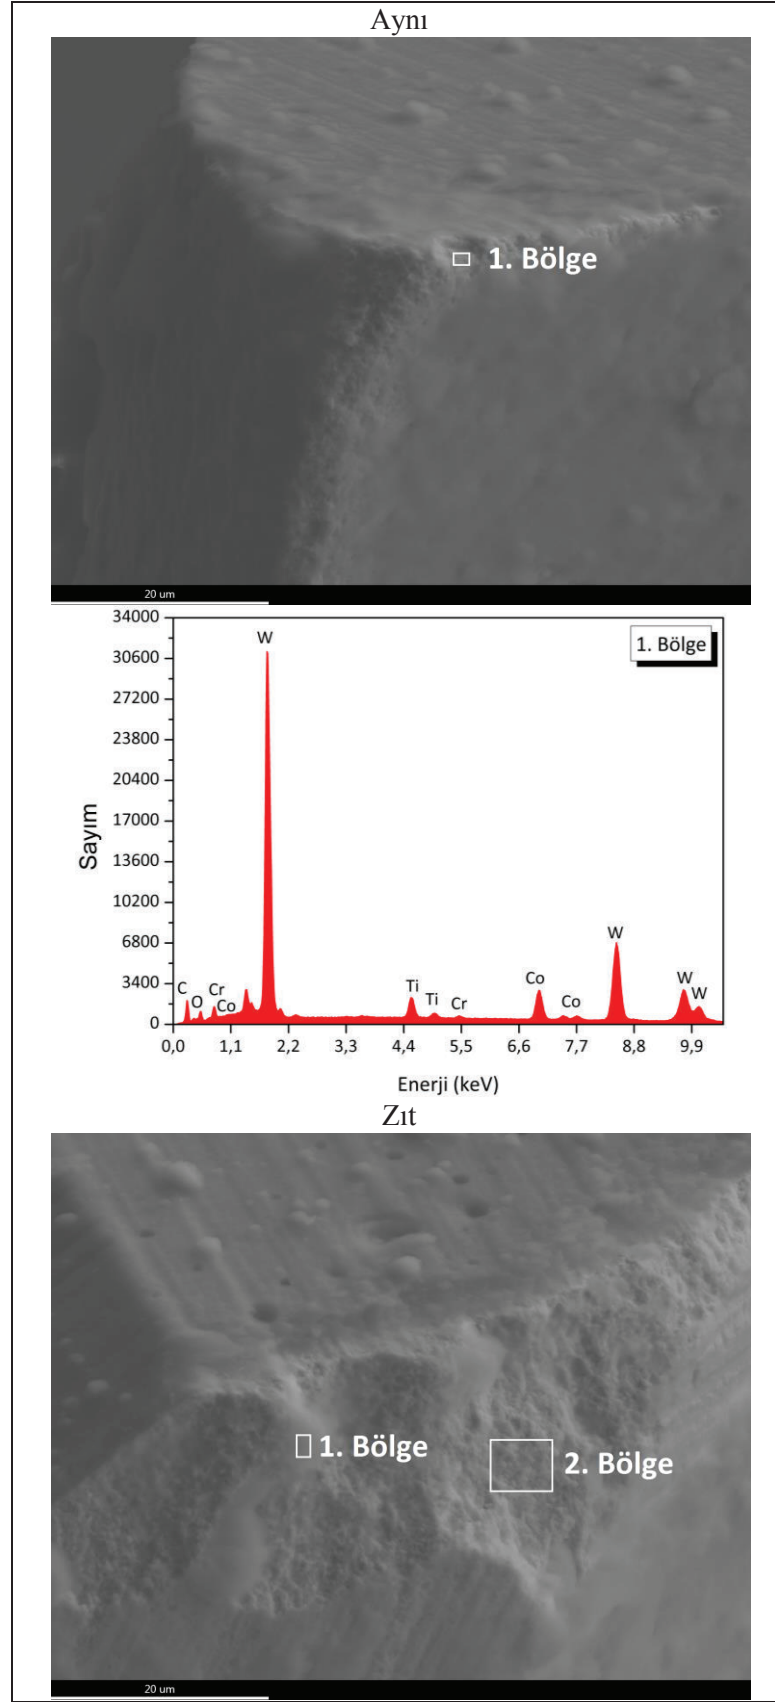 Aynı
1. Bölge
20 um
34000
30600
27200
23800
20400
17000
13600
10200
6800
3400
0
Sayım
1. Bölge
W
C
O
Cr
Co
Ti
Ti
Cr
Co
Co
W
W
W
0,0 1,1 2,2 3,3 4,4 5,5 6,6 7,7 8,8 9,9
Enerji (keV)
Zıt
1. Bölge
2. Bölge
20 um